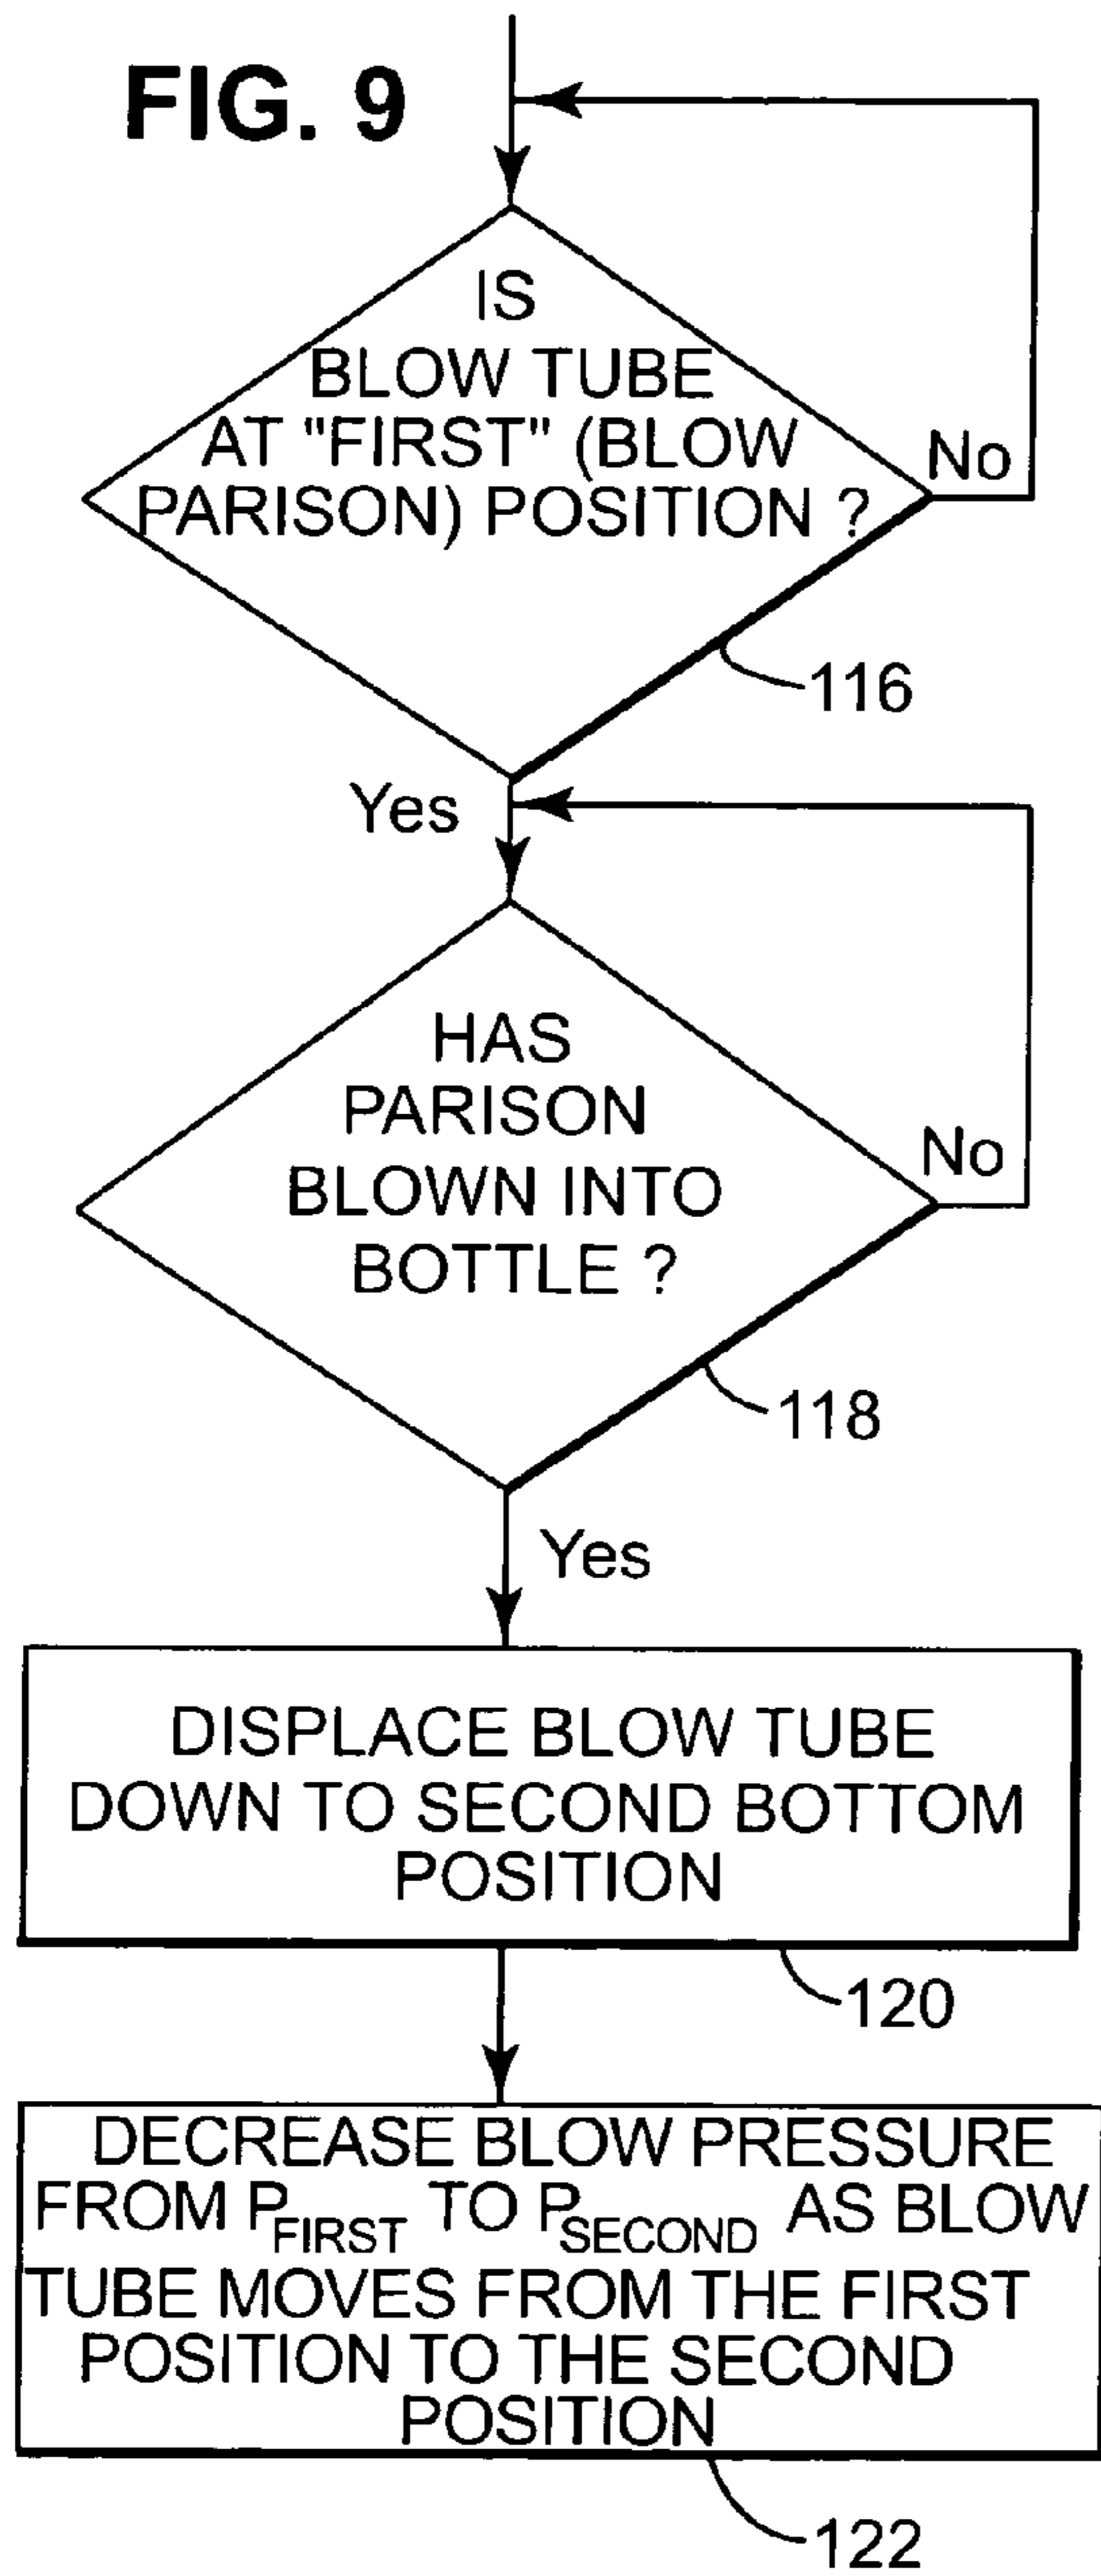 FIG. 9
IS
BLOW TUBE
AT "FIRST" (BLOW
PARISON) POSITION ?
No
116
Yes
HAS
PARISON
BLOWN INTO
BOTTLE ?
No
118
Yes
DISPLACE BLOW TUBE
DOWN TO SECOND BOTTOM
POSITION
120
DECREASE BLOW PRESSURE
FROM PFIRST TO PSECOND AS BLOW
TUBE MOVES FROM THE FIRST
POSITION TO THE SECOND
POSITION
122